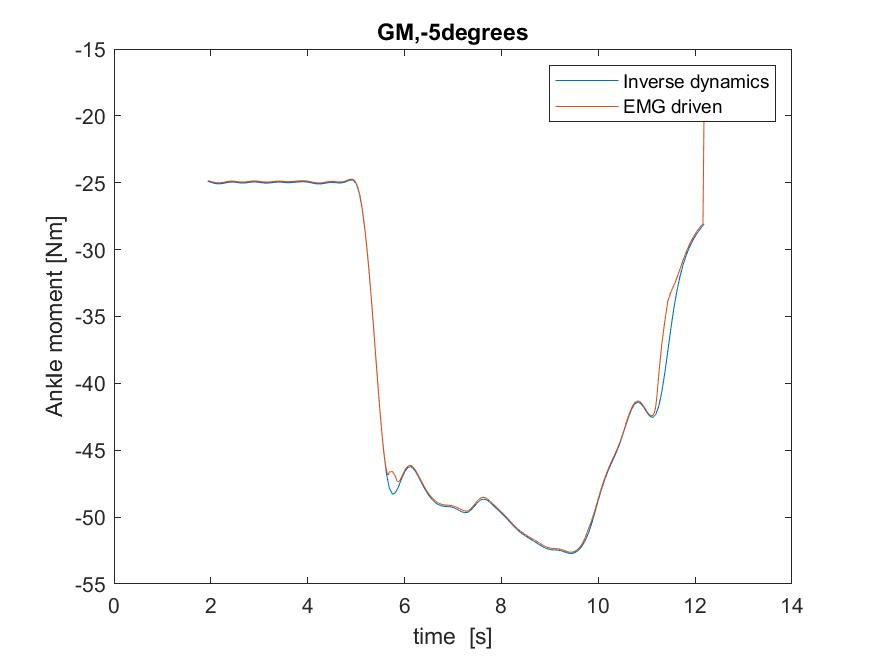 GM,-5degrees
-15
-20
-25
-30
-35
-40
-45
-50
-55
Ankle moment [Nm]
Inverse dynamics
EMG driven
0 2 4 6 8 10 12 14
time [s]